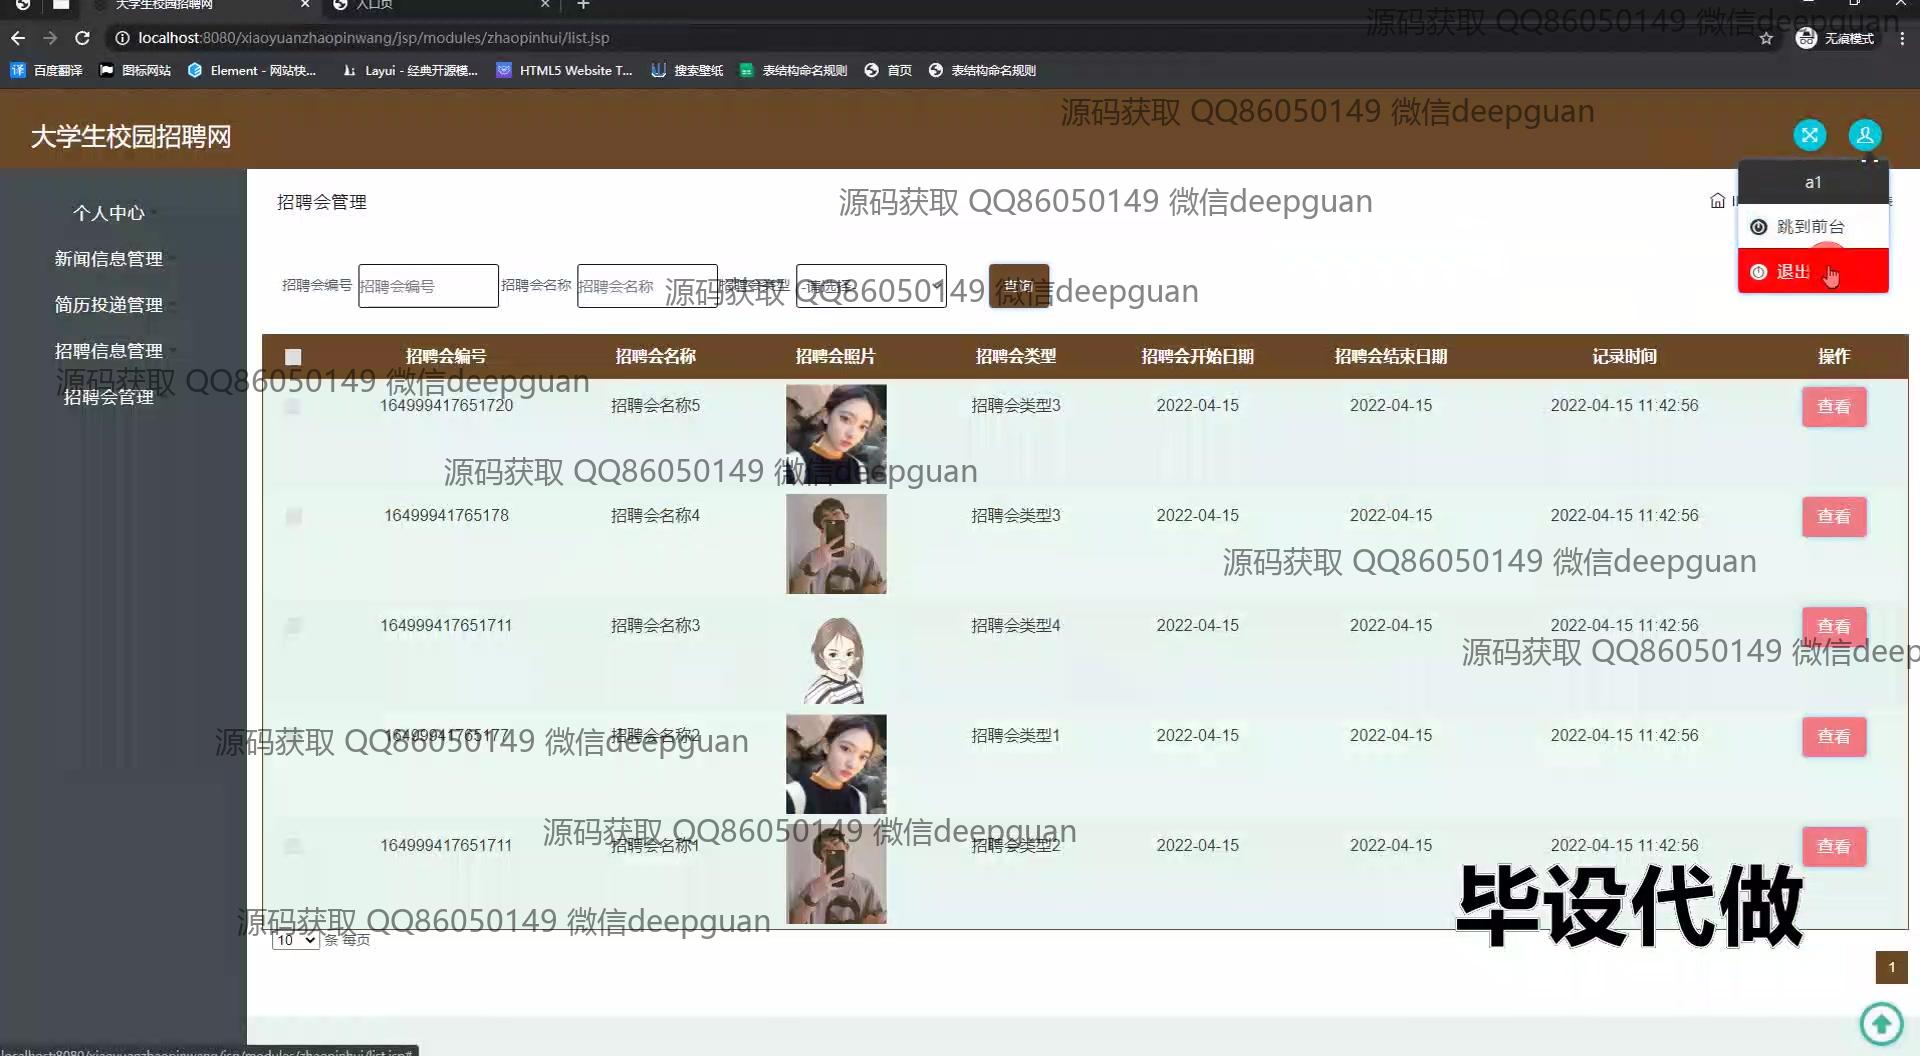 大学生校园招聘网
入口页
localhost:8080/xiaoyuanzhaopinwang/jsp/modules/zhaopinhui/list.jsp
无痕模式
源码获取 QQ86050149 微信deepguan
百度翻译
图标网站
Element - 网站快...
Layui - 经典开源模...
HTML5 Website T...
搜索壁纸
表结构命名规则
首页
表结构命名规则
源码获取 QQ86050149 微信deepguan
大学生校园招聘网
a1
跳到前台
退出
个人中心
新闻信息管理
简历投递管理
招聘信息管理
招聘会管理
招聘会管理
源码获取 QQ86050149 微信deepguan
招聘会编号 招聘会编号 招聘会名称 招聘会名称 招聘会类型 请选择 查询
源码获取 QQ86050149 微信deepguan
招聘会编号 招聘会名称 招聘会照片 招聘会类型 招聘会开始日期 招聘会结束日期 记录时间 操作
源码获取 QQ86050149 微信deepguan
164999417651720 招聘会名称5 招聘会类型3 2022-04-15 2022-04-15 2022-04-15 11:42:56 查看
源码获取 QQ86050149 微信deepguan
16499941765178 招聘会名称4 招聘会类型3 2022-04-15 2022-04-15 2022-04-15 11:42:56 查看
源码获取 QQ86050149 微信deepguan
164999417651711 招聘会名称3 招聘会类型4 2022-04-15 2022-04-15 2022-04-15 11:42:56 查看
源码获取 QQ86050149 微信deep
16499941765177 招聘会名称2 招聘会类型1 2022-04-15 2022-04-15 2022-04-15 11:42:56 查看
源码获取 QQ86050149 微信deepguan
源码获取 QQ86050149 微信deepguan
164999417651711 招聘会名称1 招聘会类型2 2022-04-15 2022-04-15 2022-04-15 11:42:56 查看
毕设代做
源码获取 QQ86050149 微信deepguan
10 条 每页
1
localhost:8080/xiaoyuanzhaopinwang/jsp/modules/zhaopinhui/list.jsp#